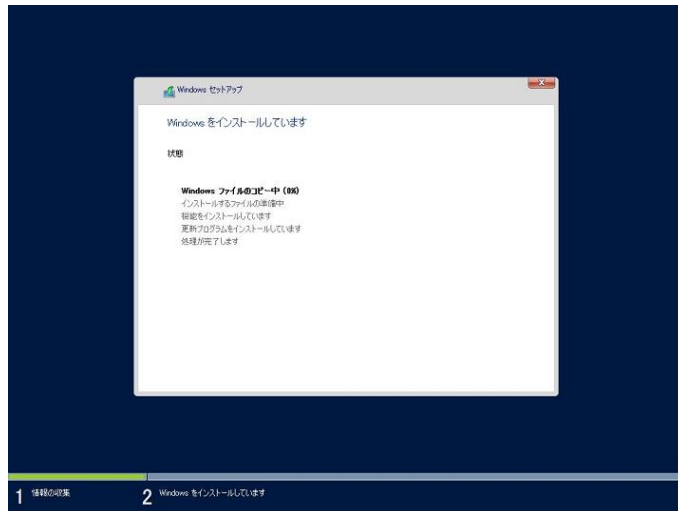 Windows セットアップ
Windows をインストールしています
状態
Windows ファイルのコピー中 (0%)
インストールするファイルの準備中
機能をインストールしています
更新プログラムをインストールしています
処理が完了します
1 情報の収集
2 Windows をインストールしています